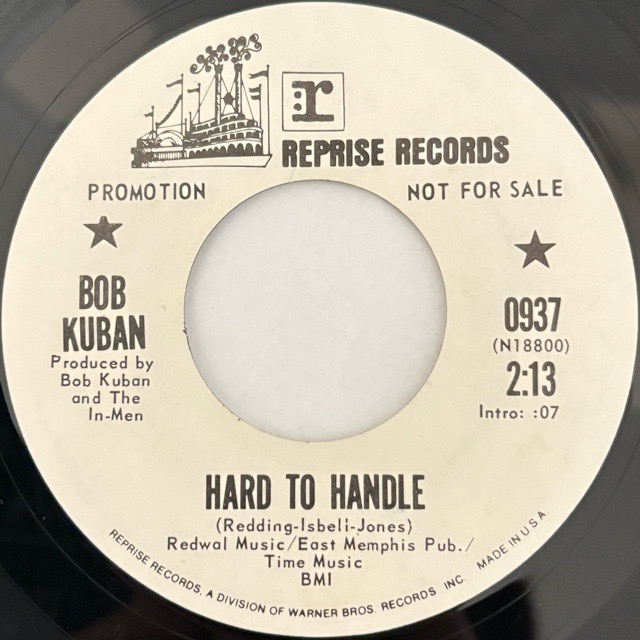 r
REPRISE RECORDS
PROMOTION
NOT FOR SALE
BOB
KUBAN
Produced by
Bob Kuban
and The
In-Men
0937
(N18800)
2:13
Intro: :07
HARD TO HANDLE
(Redding-Isbeli-Jones)
Redwal Music/East Memphis Pub./
Time Music
BMI
REPRISE RECORDS, A DIVISION OF WARNER BROS. RECORDS INC. MADE IN U.S.A.